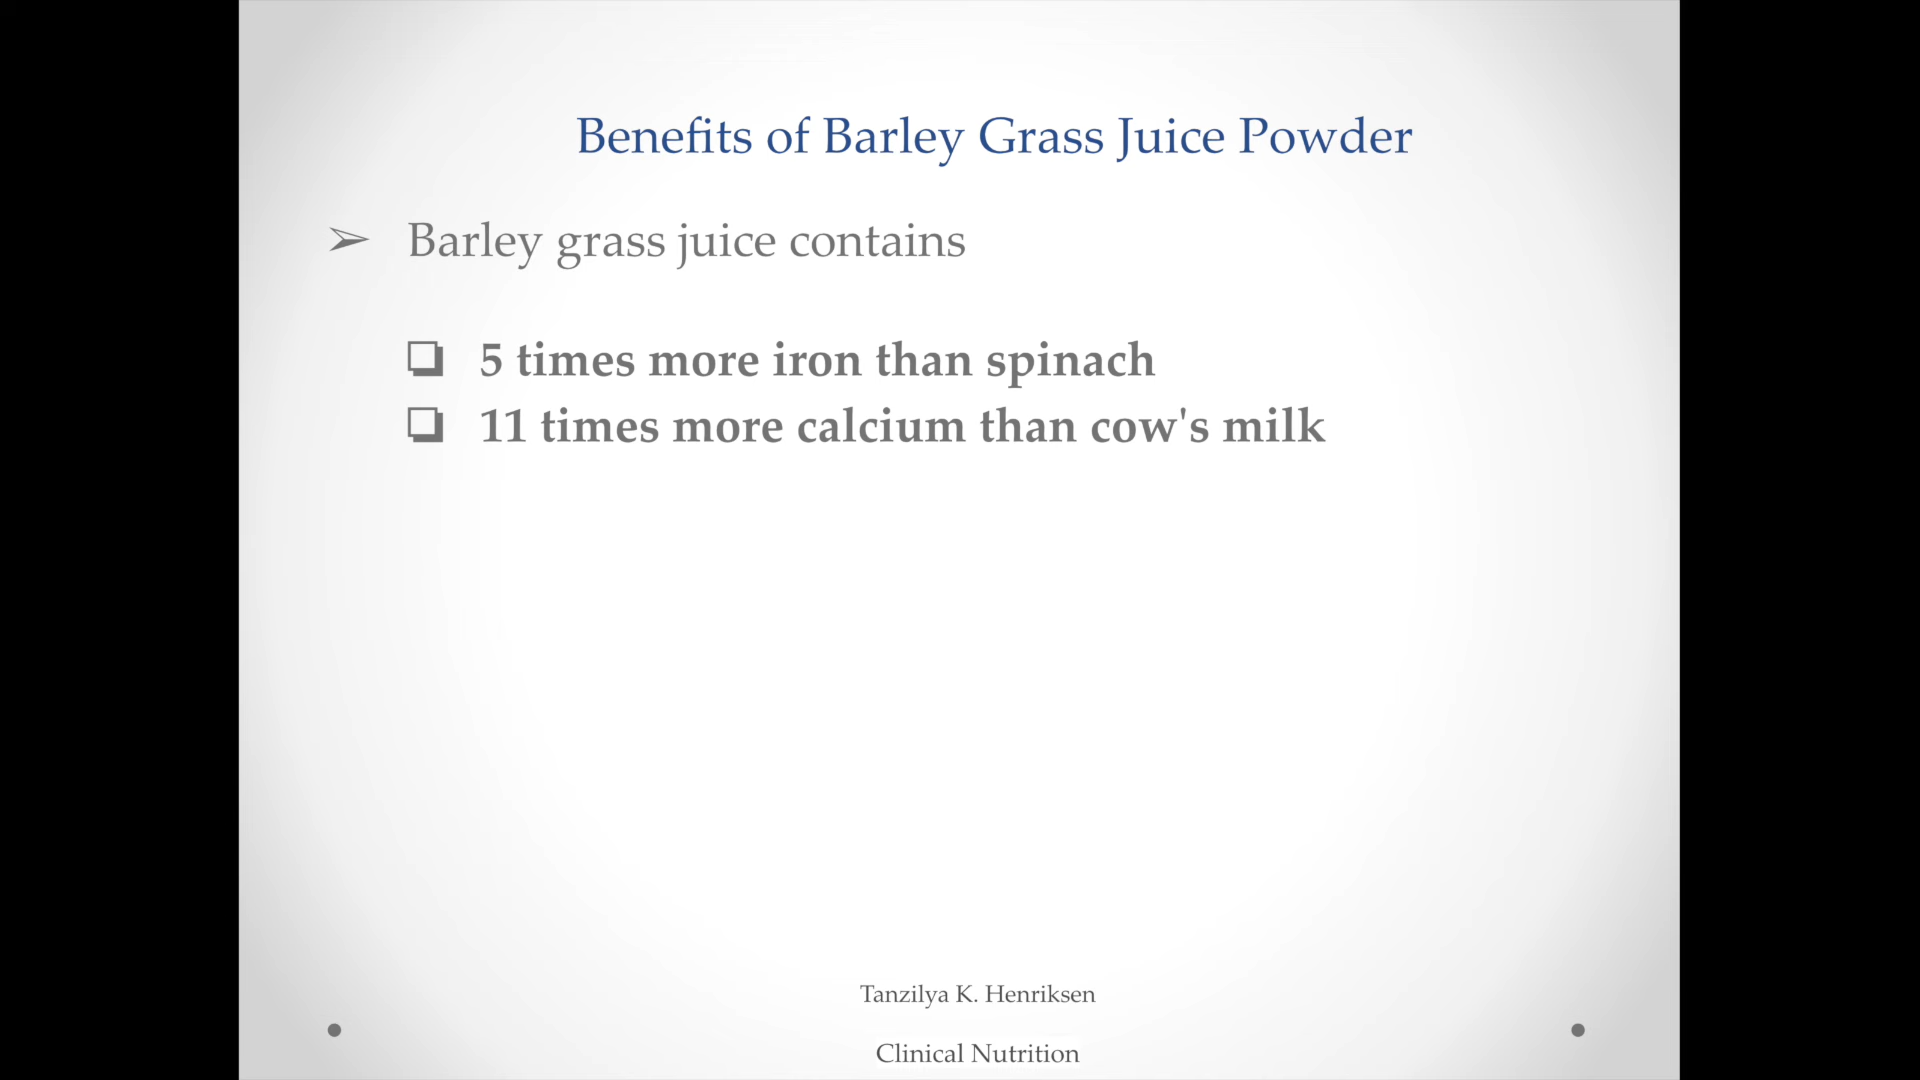 Benefits of Barley Grass Juice Powder
➢ Barley grass juice contains
❏ 5 times more iron than spinach
❏ 11 times more calcium than cow's milk
Tanzilya K. Henriksen
Clinical Nutrition